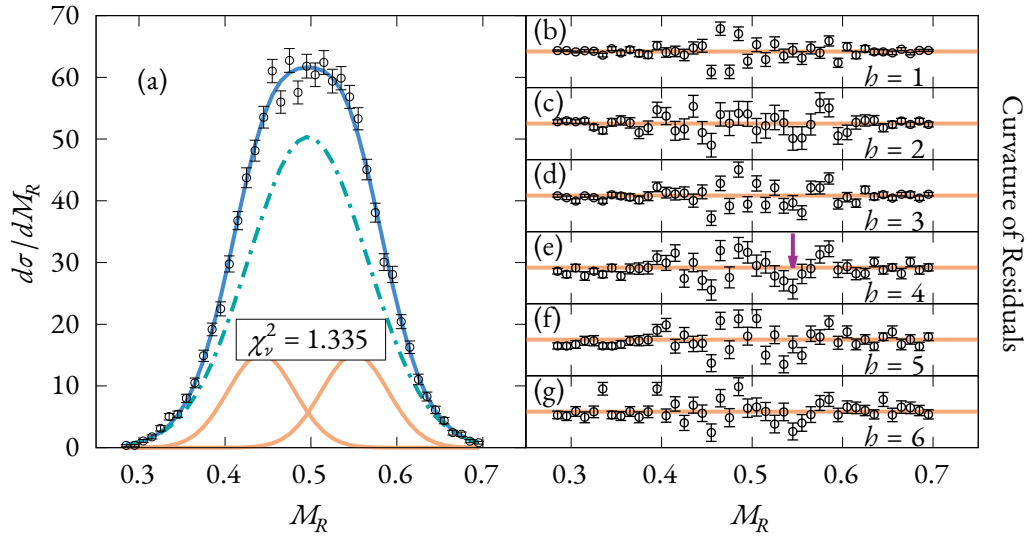 70
60
50
40
30
20
10
0
dσ/dM_R
(a)
χ²_ν = 1.335
0.3 0.4 0.5 0.6 0.7
M_R
(b)
h = 1
(c)
h = 2
(d)
h = 3
(e)
h = 4
(f)
h = 5
(g)
h = 6
0.3 0.4 0.5 0.6 0.7
M_R
Curvature of Residuals